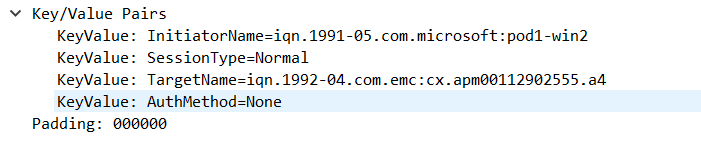 Key/Value Pairs
KeyValue: InitiatorName=iqn.1991-05.com.microsoft:pod1-win2
KeyValue: SessionType=Normal
KeyValue: TargetName=iqn.1992-04.com.emc:cx.apm00112902555.a4
KeyValue: AuthMethod=None
Padding: 000000